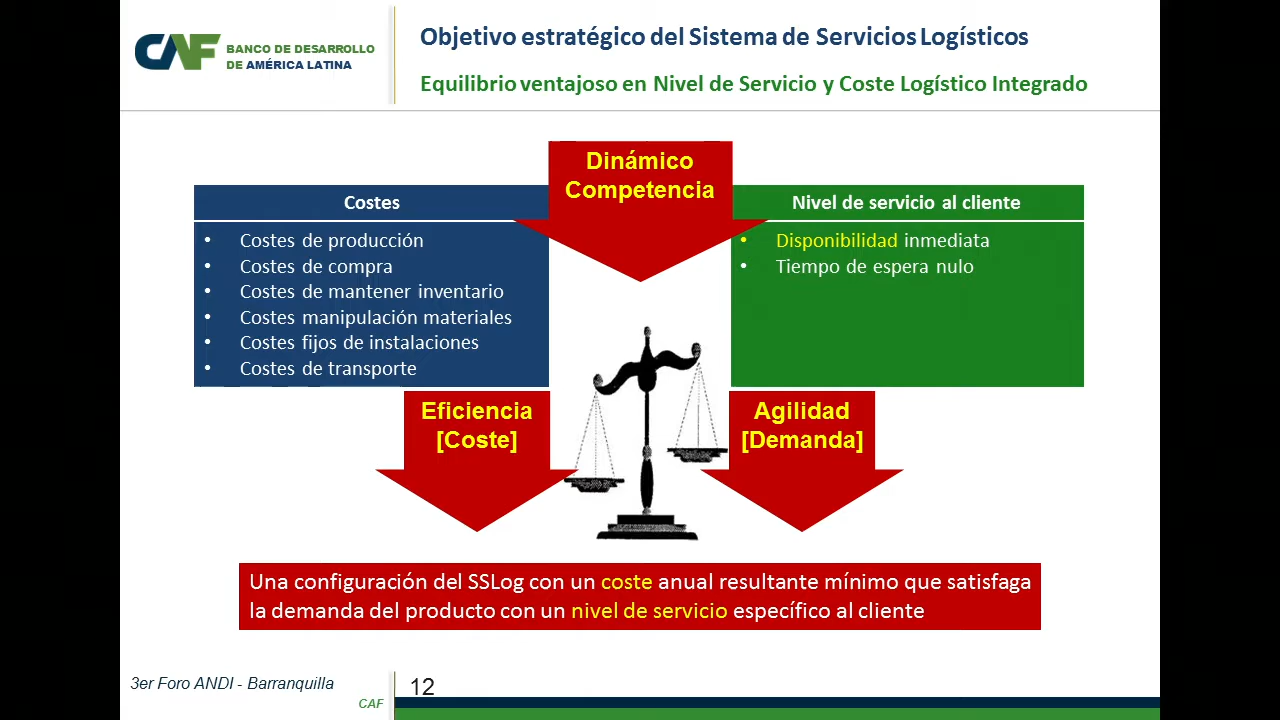 CAF BANCO DE DESARROLLO
DE AMÉRICA LATINA
Objetivo estratégico del Sistema de Servicios Logísticos
Equilibrio ventajoso en Nivel de Servicio y Coste Logístico Integrado
Dinámico
Competencia
Costes
• Costes de producción
• Costes de compra
• Costes de mantener inventario
• Costes manipulación materiales
• Costes fijos de instalaciones
• Costes de transporte
Nivel de servicio al cliente
• Disponibilidad inmediata
• Tiempo de espera nulo
Eficiencia
[Coste]
Agilidad
[Demanda]
Una configuración del SSLog con un coste anual resultante mínimo que satisfaga
la demanda del producto con un nivel de servicio específico al cliente
3er Foro ANDI - Barranquilla
CAF
12